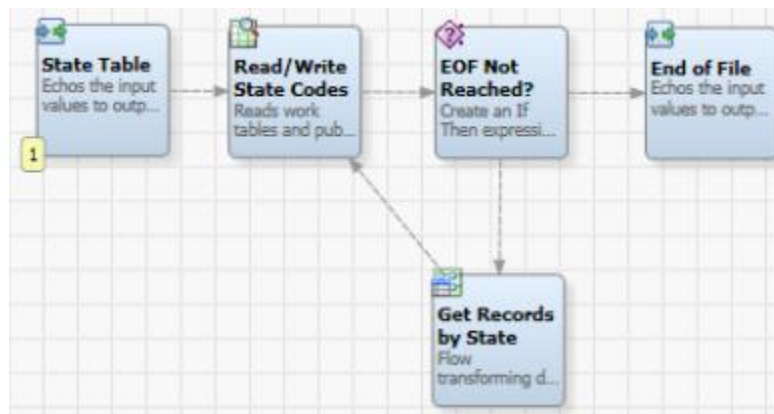 State Table
Echos the input
values to outp...
1
Read/Write
State Codes
Reads work
tables and pub...
EOF Not
Reached?
Create an If
Then expressi...
End of File
Echos the input
values to outp...
Get Records
by State
Flow
transforming d...